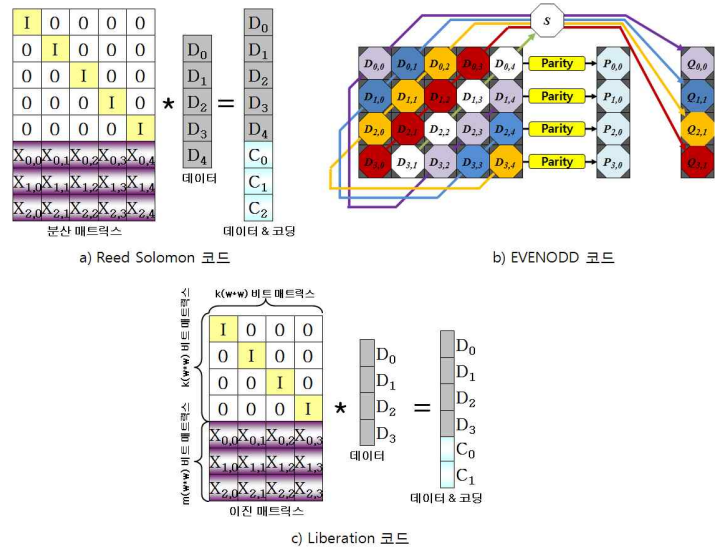 I 0 0 0 0
0 I 0 0 0
0 0 I 0 0
0 0 0 I 0
0 0 0 0 I
X0,0 X0,1 X0,2 X0,3 X0,4
X1,0 X1,1 X1,2 X1,3 X1,4
X2,0 X2,1 X2,2 X2,3 X2,4
분산 매트릭스
*
D0
D1
D2
D3
D4
데이터
=
D0
D1
D2
D3
D4
C0
C1
C2
데이터 & 코딩
a) Reed Solomon 코드
S
D0,0 D0,1 D0,2 D0,3 D0,4 Parity P0,0 Q0,0
D1,0 D1,1 D1,2 D1,3 D1,4 Parity P1,0 Q1,1
D2,0 D2,1 D2,2 D2,3 D2,4 Parity P2,0 Q2,1
D3,0 D3,1 D3,2 D3,3 D3,4 Parity P3,0 Q3,1
b) EVENODD 코드
k(w*w) 비트 매트릭스
k(w*w) 비트 매트릭스
m(w*w) 비트 매트릭스
I 0 0 0
0 I 0 0
0 0 I 0
0 0 0 I
X0,0 X0,1 X0,2 X0,3
X1,0 X1,1 X1,2 X1,3
X2,0 X2,1 X2,2 X2,3
이진 매트릭스
*
D0
D1
D2
D3
데이터
=
D0
D1
D2
D3
C0
C1
데이터 & 코딩
c) Liberation 코드